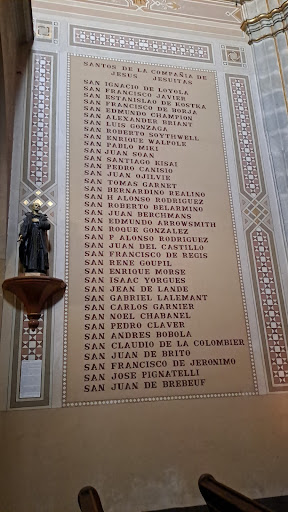 SANTOS DE LA COMPAÑIA DE
JESUS JESUITAS
SAN IGNACIO DE LOYOLA
SAN FRANCISCO JAVIER
SAN ESTANISLAO DE KOSTKA
SAN FRANCISCO DE BORJA
SAN EDMUND CHAMPION
SAN ALEXANDER BRIANT
SAN LUIS GONZAGA
SAN ROBERTO SOYTHWELL
SAN ENRIQUE WALPOLE
SAN PABLO MIKI
SAN JUAN SOAN
SAN SANTIAGO KISAI
SAN PEDRO CANISIO
SAN JUAN OJILVIE
SAN TOMAS GARNET
SAN BERNARDINO REALINO
SAN H ALONSO RODRIGUEZ
SAN ROBERTO BELARMINO
SAN JUAN BERCHMANS
SAN EDMUNDO ARROWSMITH
SAN ROQUE GONZALEZ
SAN P ALONSO RODRIGUEZ
SAN JUAN DEL CASTILLO
SAN FRANCISCO DE REGIS
SAN RENE GOUPIL
SAN ENRIQUE MORSE
SAN ISAAC YORGUES
SAN JEAN DE LANDE
SAN GABRIEL LALEMANT
SAN CARLOS GARNIER
SAN NOEL CHABANEL
SAN PEDRO CLAVER
SAN ANDRES BOBOLA
SAN CLAUDIO DE LA COLOMBIER
SAN JUAN DE BRITO
SAN FRANCISCO DE JERONIMO
SAN JOSE PIGNATELLI
SAN JUAN DE BREBEUF